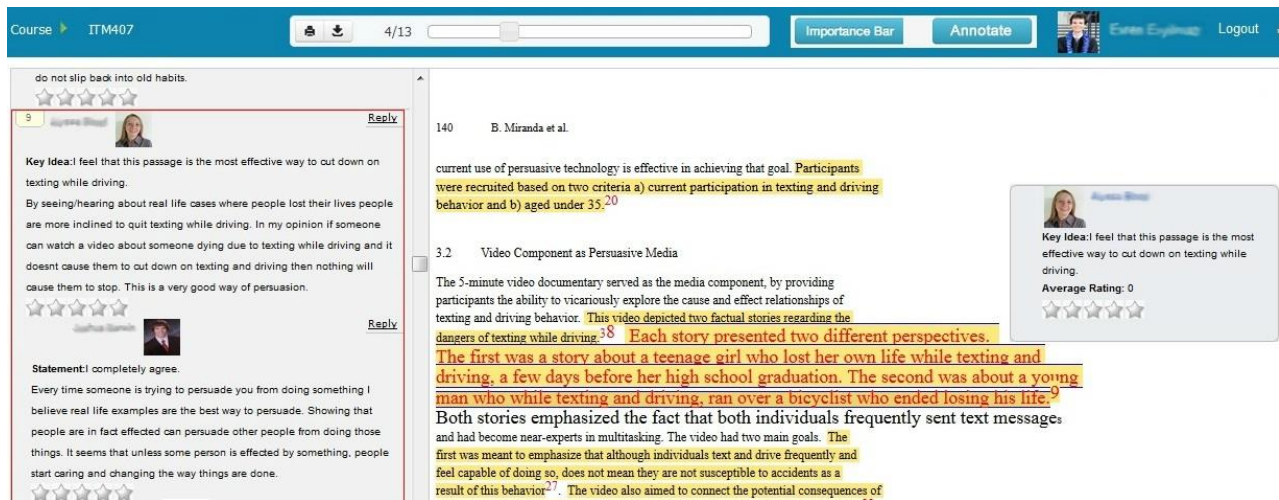 Course ITM407 4/13 Importance Bar Annotate Logout
do not slip back into old habits.
9 Reply
Key Idea:I feel that this passage is the most effective way to cut down on
texting while driving.
By seeing/hearing about real life cases where people lost their lives people
are more inclined to quit texting while driving. In my opinion if someone
can watch a video about someone dying due to texting while driving and it
doesnt cause them to cut down on texting and driving then nothing will
cause them to stop. This is a very good way of persuasion.
Reply
Statement:I completely agree.
Every time someone is trying to persuade you from doing something I
believe real life examples are the best way to persuade. Showing that
people are in fact effected can persuade other people from doing those
things. It seems that unless some person is effected by something, people
start caring and changing the way things are done.
140 B. Miranda et al.
current use of persuasive technology is effective in achieving that goal. Participants
were recruited based on two criteria a) current participation in texting and driving
behavior and b) aged under 35.20
3.2 Video Component as Persuasive Media
The 5-minute video documentary served as the media component, by providing
participants the ability to vicariously explore the cause and effect relationships of
texting and driving behavior. This video depicted two factual stories regarding the
dangers of texting while driving.38 Each story presented two different perspectives.
The first was a story about a teenage girl who lost her own life while texting and
driving, a few days before her high school graduation. The second was about a young
man who while texting and driving, ran over a bicyclist who ended losing his life.9
Both stories emphasized the fact that both individuals frequently sent text messages
and had become near-experts in multitasking. The video had two main goals. The
first was meant to emphasize that although individuals text and drive frequently and
feel capable of doing so, does not mean they are not susceptible to accidents as a
result of this behavior27. The video also aimed to connect the potential consequences of
Key Idea:I feel that this passage is the most
effective way to cut down on texting while
driving.
Average Rating: 0